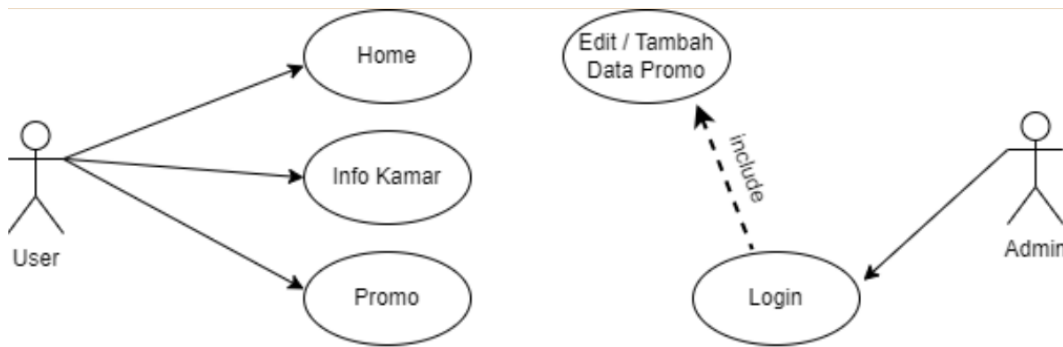 Home
Edit / Tambah
Data Promo
include
Info Kamar
User
Admin
Promo
Login